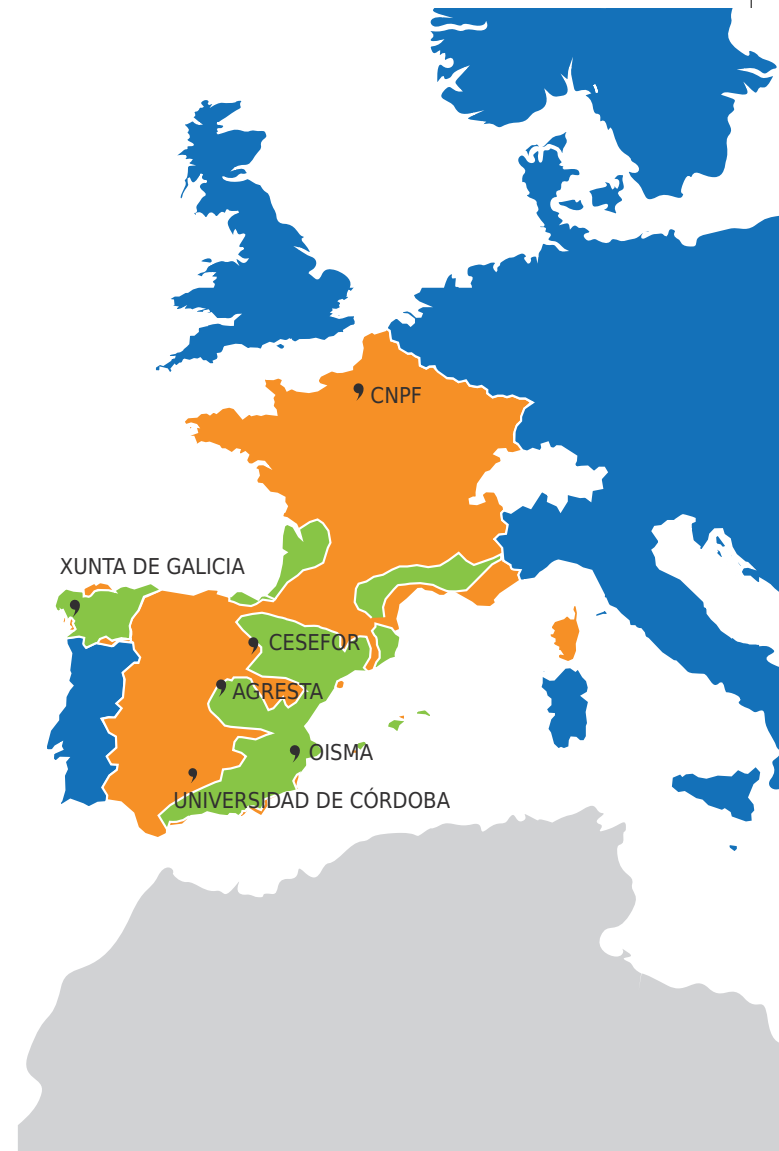 CNPF
XUNTA DE GALICIA
CESEFOR
AGRESTA
OISMA
UNIVERSIDAD DE CÓRDOBA